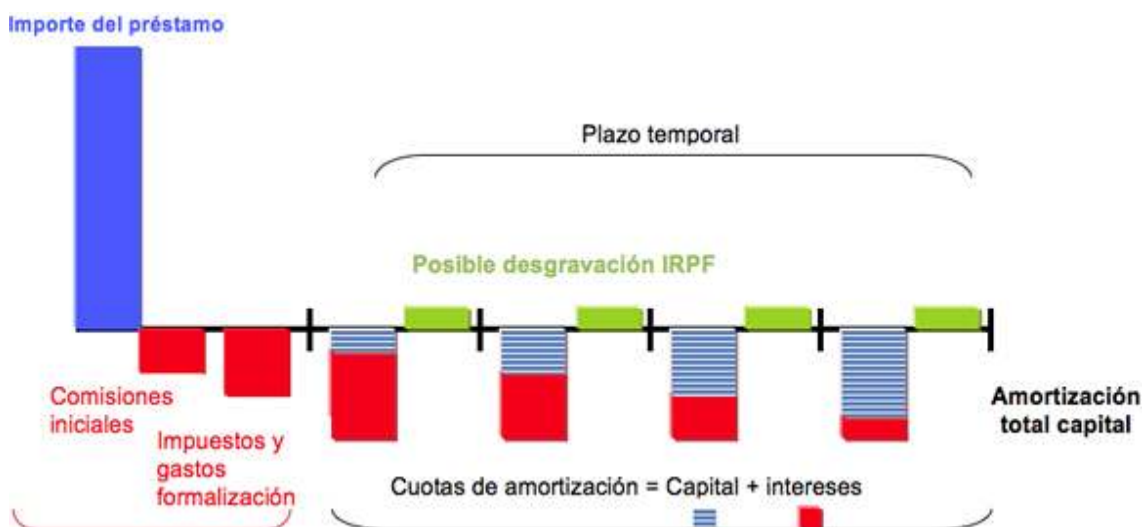 Importe del préstamo
Plazo temporal
Posible desgravación IRPF
Comisiones
iniciales
Impuestos y
gastos
formalización
Amortización
total capital
Cuotas de amortización = Capital + intereses